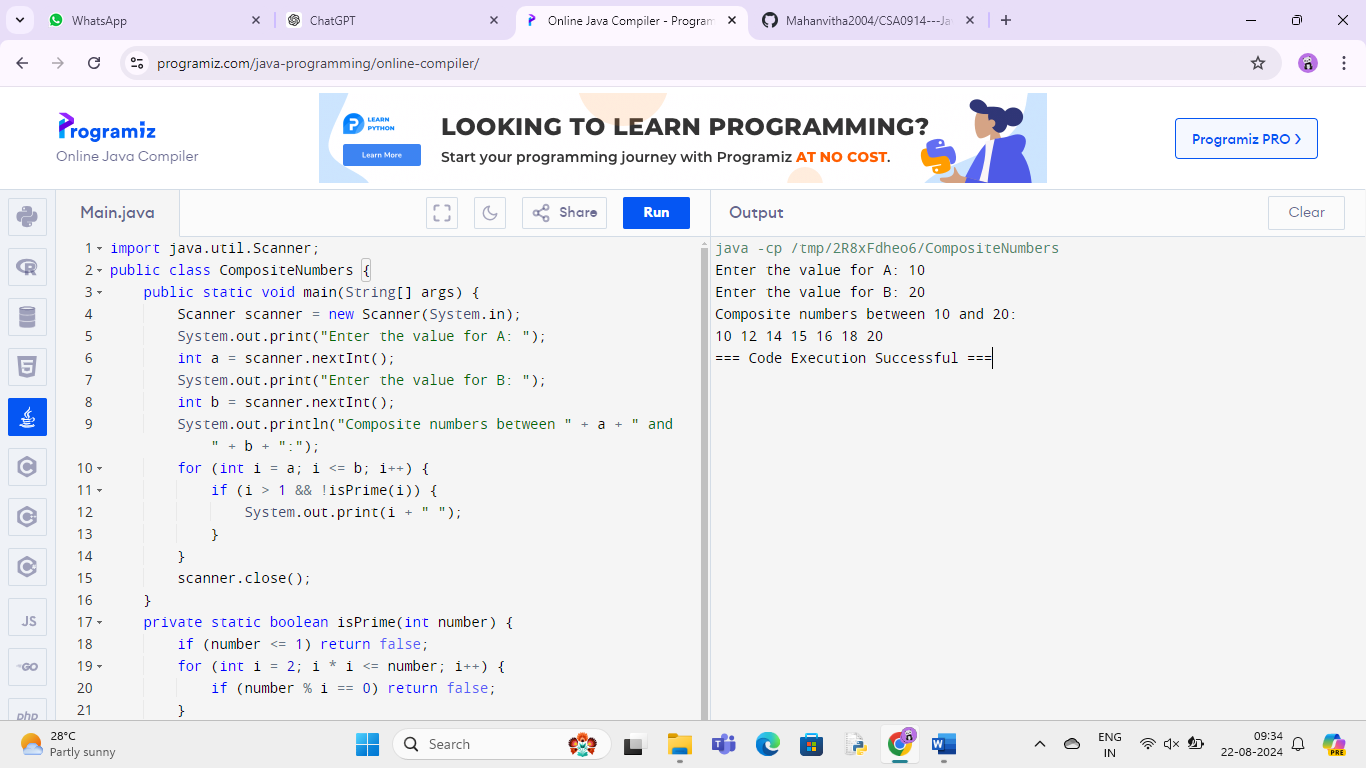 WhatsApp
ChatGPT
Online Java Compiler - Program
Mahanvitha2004/CSA0914---Ja
programiz.com/java-programming/online-compiler/
Programiz
Online Java Compiler
LEARN
PYTHON
Learn More
LOOKING TO LEARN PROGRAMMING?
Start your programming journey with Programiz AT NO COST.
Programiz PRO >
Main.java
Share
Run
Output
Clear
1 import java.util.Scanner;
2 public class CompositeNumbers {
3 public static void main(String[] args) {
4 Scanner scanner = new Scanner(System.in);
5 System.out.print("Enter the value for A: ");
6 int a = scanner.nextInt();
7 System.out.print("Enter the value for B: ");
8 int b = scanner.nextInt();
9 System.out.println("Composite numbers between " + a + " and
" + b + ":");
10 for (int i = a; i <= b; i++) {
11 if (i > 1 && !isPrime(i)) {
12 System.out.print(i + " ");
13 }
14 }
15 scanner.close();
16 }
17 private static boolean isPrime(int number) {
18 if (number <= 1) return false;
19 for (int i = 2; i * i <= number; i++) {
20 if (number % i == 0) return false;
21 }
java -cp /tmp/2R8xFdheo6/CompositeNumbers
Enter the value for A: 10
Enter the value for B: 20
Composite numbers between 10 and 20:
10 12 14 15 16 18 20
=== Code Execution Successful ===
JS
GO
php
28°C
Partly sunny
Search
ENG
IN
09:34
22-08-2024
PRE